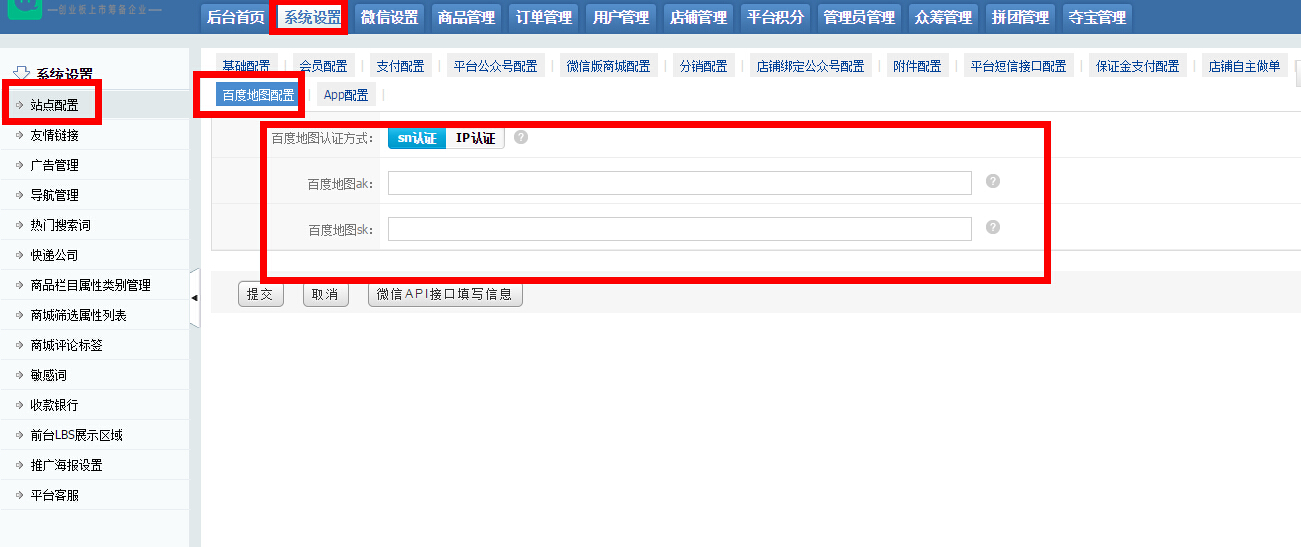 —创业板上市筹备企业—
后台首页 系统设置 微信设置 商品管理 订单管理 用户管理 店铺管理 平台积分 管理员管理 众筹管理 拼团管理 夺宝管理
系统设置
站点配置
友情链接
广告管理
导航管理
热门搜索词
快递公司
商品栏目属性类别管理
商城筛选属性列表
商城评论标签
敏感词
收款银行
前台LBS展示区域
推广海报设置
平台客服
基础配置 | 会员配置 | 支付配置 | 平台公众号配置 | 微信版商城配置 | 分销配置 | 店铺绑定公众号配置 | 附件配置 | 平台短信接口配置 | 保证金支付配置 | 店铺自主做单
百度地图配置 | App配置 |
百度地图认证方式： sn认证 IP认证 ?
百度地图ak： ?
百度地图sk： ?
提交 取消 微信API接口填写信息